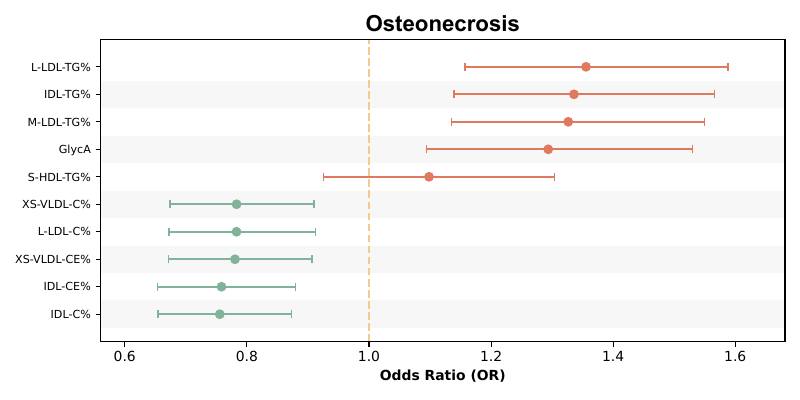 Osteonecrosis
L-LDL-TG%
IDL-TG%
M-LDL-TG%
GlycA
S-HDL-TG%
XS-VLDL-C%
L-LDL-C%
XS-VLDL-CE%
IDL-CE%
IDL-C%
0.6 0.8 1.0 1.2 1.4 1.6
Odds Ratio (OR)